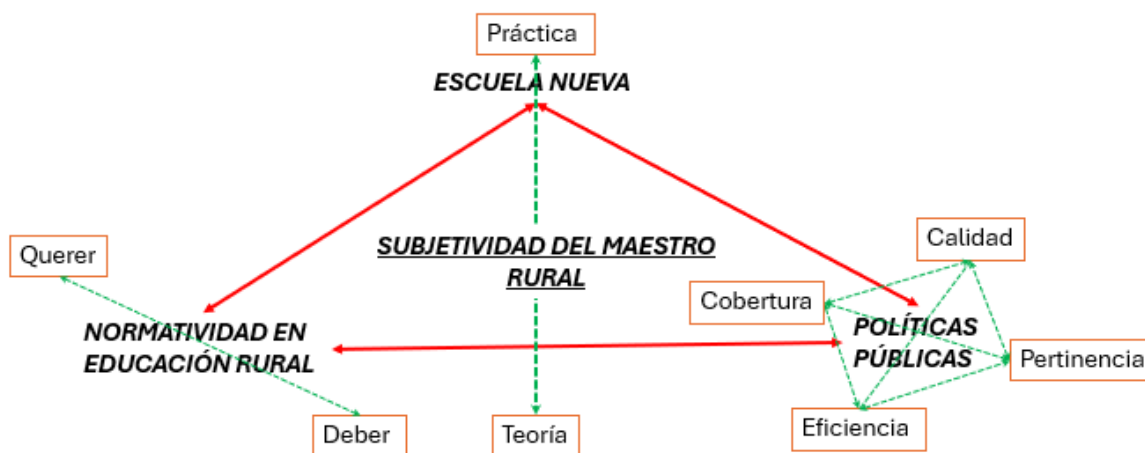 Práctica
ESCUELA NUEVA
SUBJETIVIDAD DEL MAESTRO
RURAL
Querer
NORMATIVIDAD EN
EDUCACIÓN RURAL
Deber
Teoría
Calidad
Cobertura
POLÍTICAS
PÚBLICAS
Pertinencia
Eficiencia